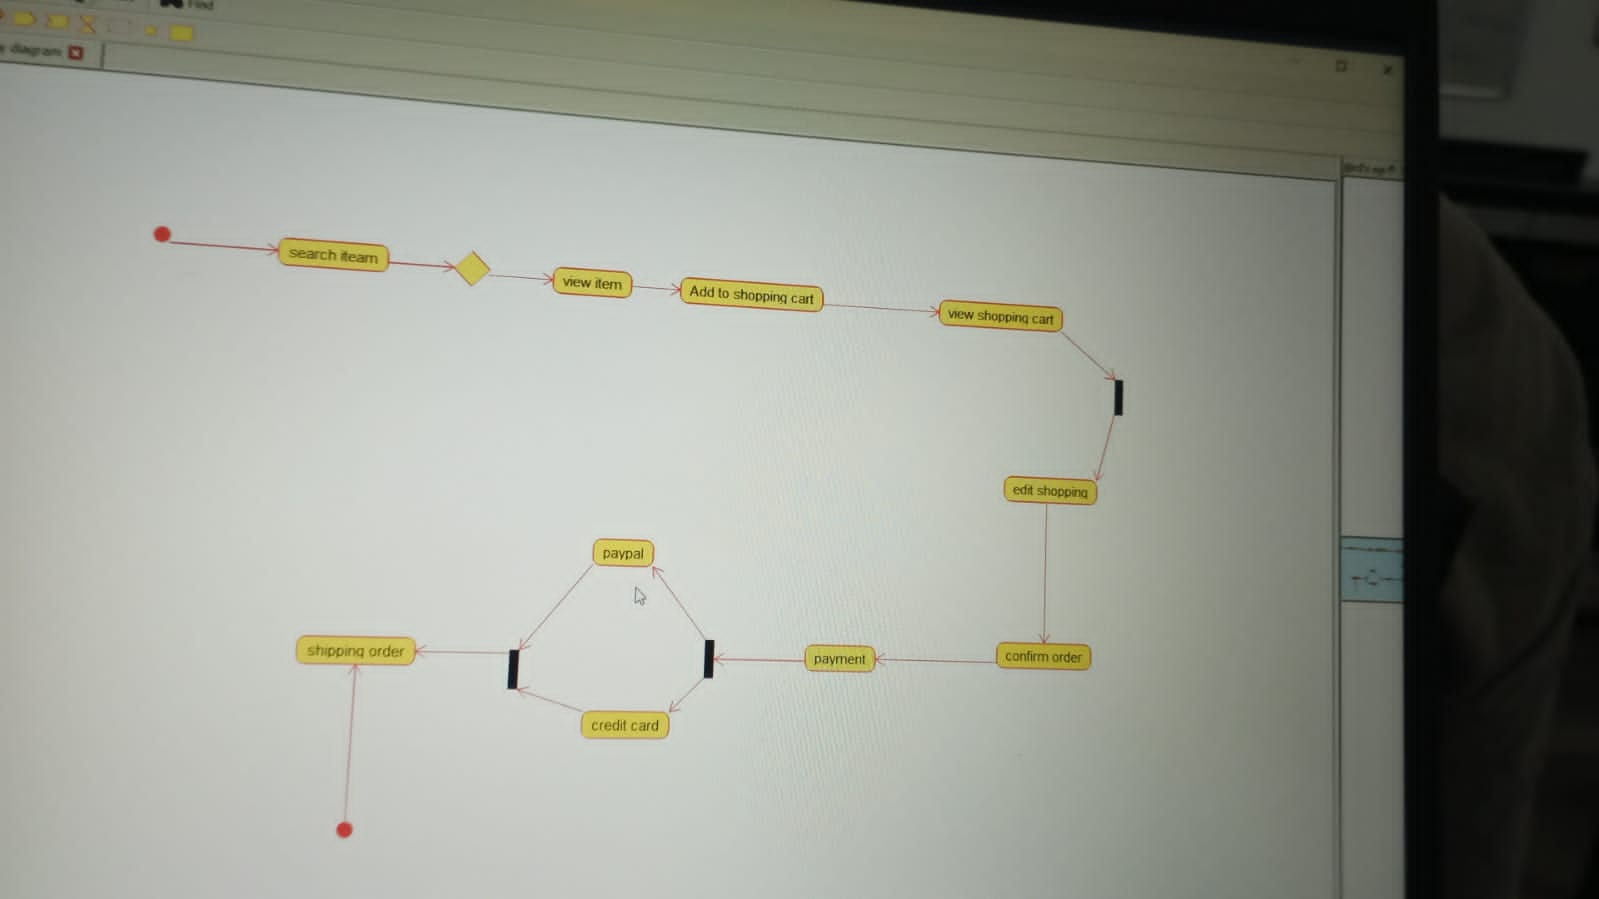 Find
diagram
search iteam
view item
Add to shopping cart
view shopping cart
edit shopping
paypal
shipping order
payment
confirm order
credit card